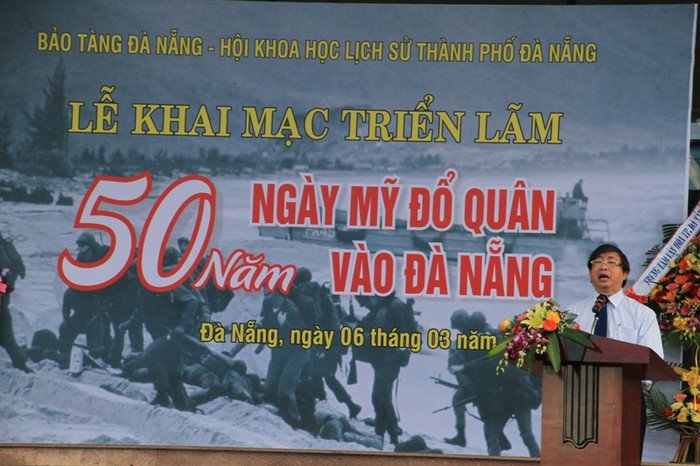 BẢO TÀNG ĐÀ NẴNG - HỘI KHOA HỌC LỊCH SỬ THÀNH PHỐ ĐÀ NẴNG
LỄ KHAI MẠC TRIỂN LÃM
50 Năm
NGÀY MỸ ĐỔ QUÂN
VÀO ĐÀ NẴNG
Đà Nẵng, ngày 06 tháng 03 năm